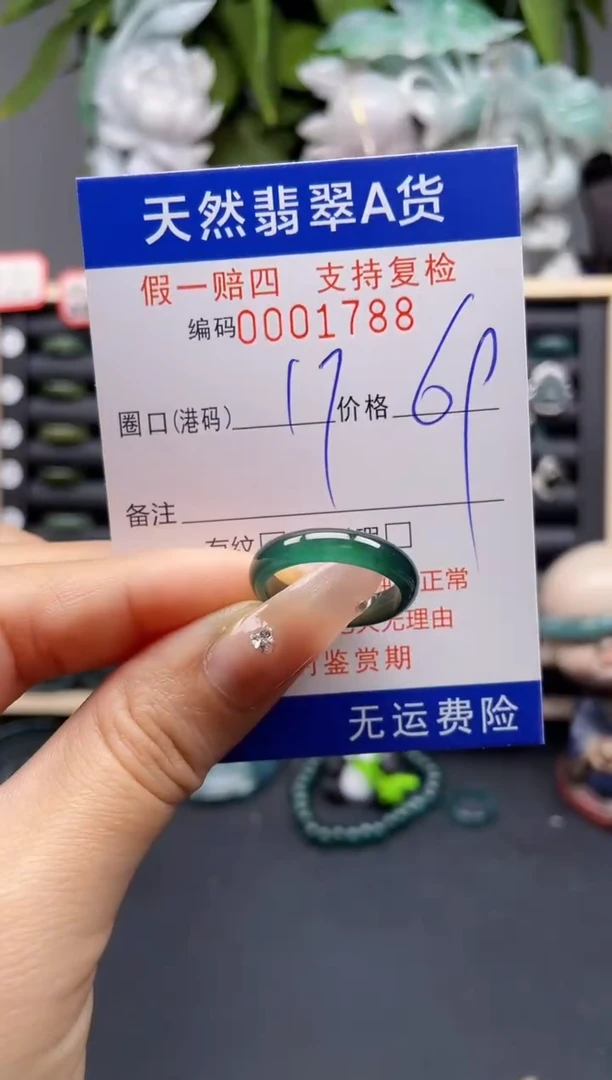 天然翡翠A货
假一赔四 支持复检
编码0001788
圈口(港码) 17 价格 69
备注
有纹
正常
无理由
鉴赏期
无运费险